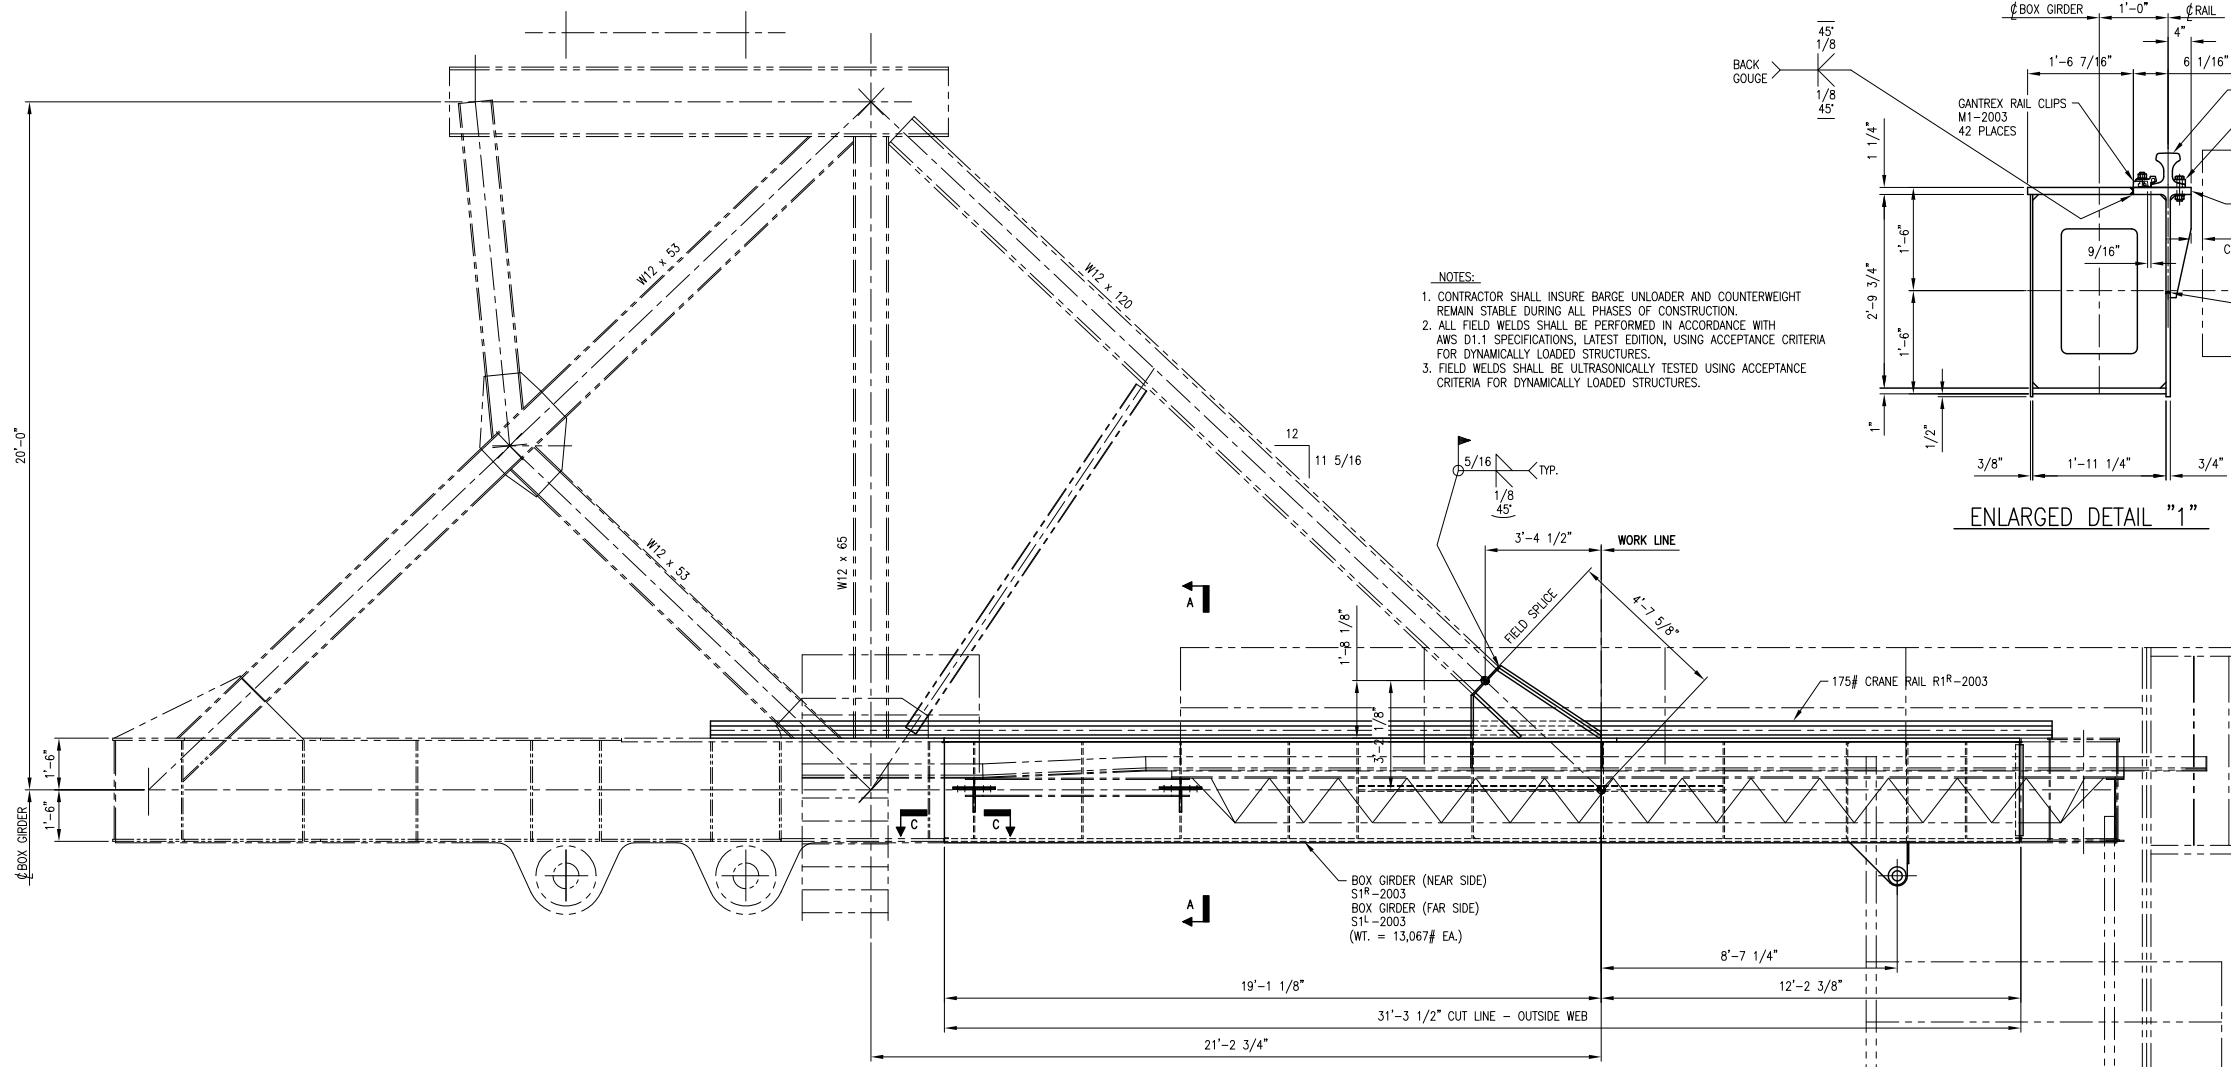 ₵ BOX GIRDER
1'-0"
₵ RAIL
4"
45°
1/8
BACK
GOUGE
1/8
45°
1'-6 7/16"
6 1/16"
GANTREX RAIL CLIPS
M1-2003
42 PLACES
1 1/4"
1'-6"
2'-9 3/4"
1'-6"
9/16"
C
1"
1/2"
3/8"
1'-11 1/4"
3/4"
ENLARGED DETAIL "1"
20'-0"
W12 x 53
W12 x 120
W12 x 53
W12 x 65
NOTES:
1. CONTRACTOR SHALL INSURE BARGE UNLOADER AND COUNTERWEIGHT
REMAIN STABLE DURING ALL PHASES OF CONSTRUCTION.
2. ALL FIELD WELDS SHALL BE PERFORMED IN ACCORDANCE WITH
AWS D1.1 SPECIFICATIONS, LATEST EDITION, USING ACCEPTANCE CRITERIA
FOR DYNAMICALLY LOADED STRUCTURES.
3. FIELD WELDS SHALL BE ULTRASONICALLY TESTED USING ACCEPTANCE
CRITERIA FOR DYNAMICALLY LOADED STRUCTURES.
12
11 5/16
5/16
TYP.
1/8
45°
3'-4 1/2"
WORK LINE
A
FIELD SPLICE
4'-7 5/8"
1'-8 1/8"
3'-2 1/8"
175# CRANE RAIL R1R-2003
1'-6"
1'-6"
₵ BOX GIRDER
C
C
A
BOX GIRDER (NEAR SIDE)
S1R-2003
BOX GIRDER (FAR SIDE)
S1L-2003
(WT. = 13,067# EA.)
8'-7 1/4"
19'-1 1/8"
12'-2 3/8"
31'-3 1/2" CUT LINE - OUTSIDE WEB
21'-2 3/4"